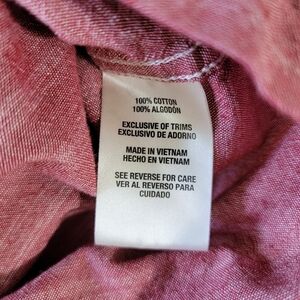 100% COTTON
100% ALGODÓN
EXCLUSIVE OF TRIMS
EXCLUSIVO DE ADORNO
MADE IN VIETNAM
HECHO EN VIETNAM
SEE REVERSE FOR CARE
VER AL REVERSO PARA
CUIDADO